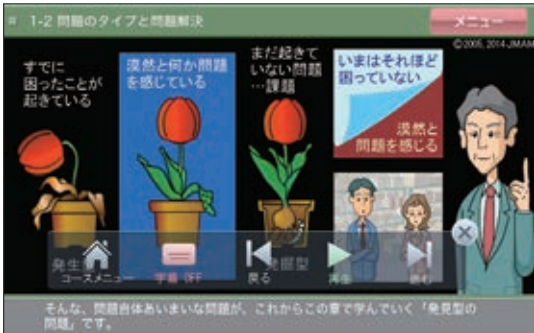 1-2 問題のタイプと問題解決
メニュー
©2005, 2014 JMAM
すでに
困ったことが
起きている
漠然と何か問題
を感じている
まだ起きて
いない問題
…課題
いまはそれほど
困っていない
漠然と
問題を感じる
発生
発掘型
コースメニュー
字幕 OFF
戻る
再生
進む
そんな、問題自体あいまいな問題が、これからこの章で学んでいく「発見型の
問題」です。